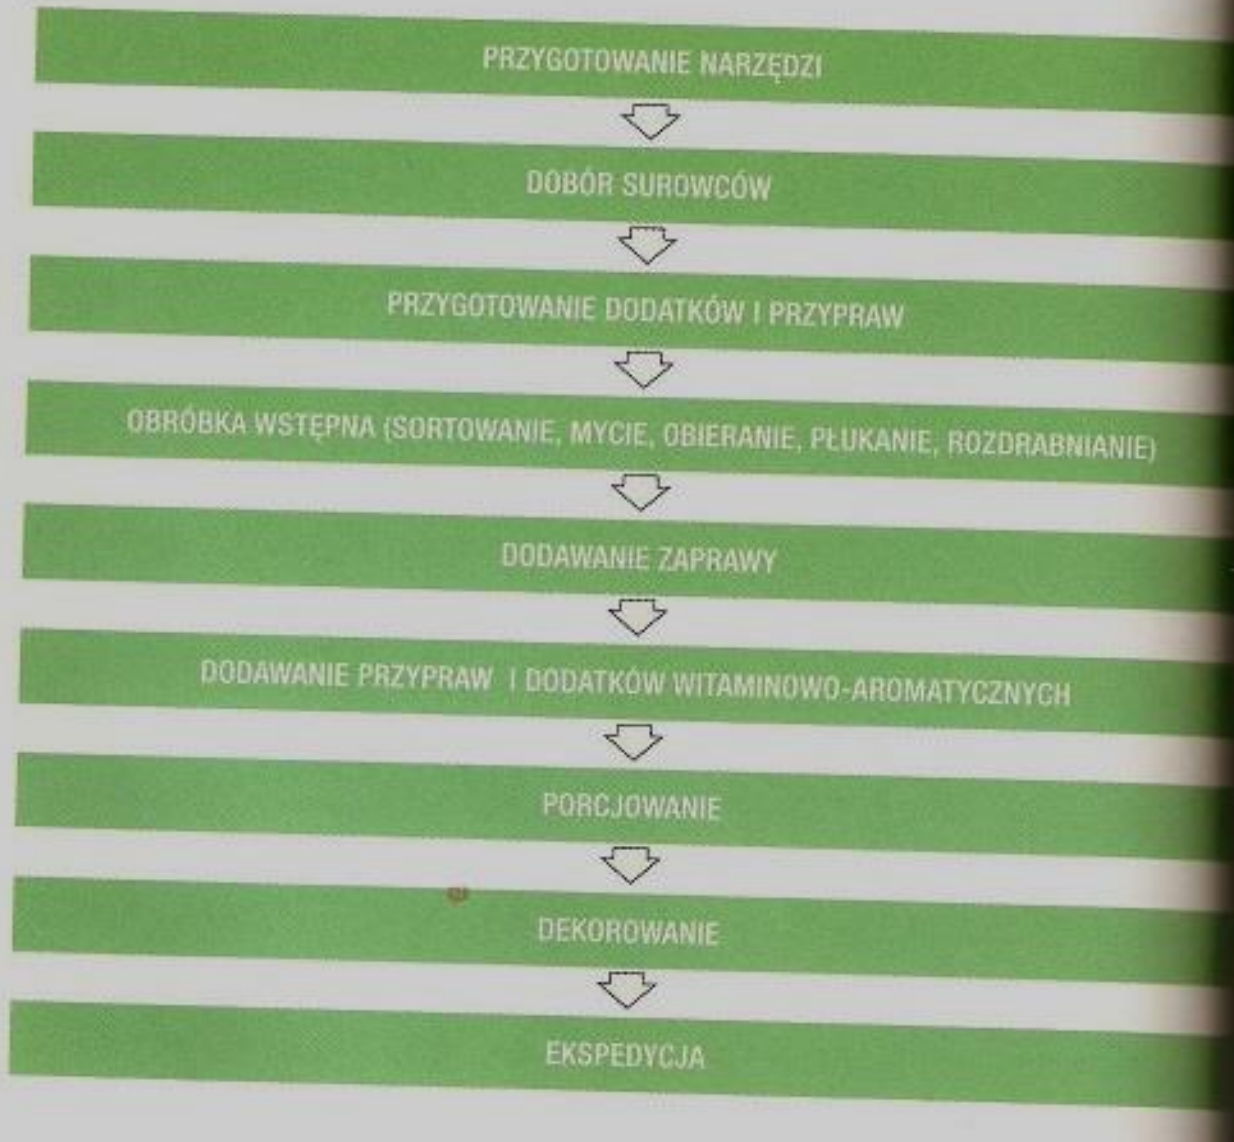 PRZYGOTOWANIE NARZĘDZI
DOBÓR SUROWCÓW
PRZYGOTOWANIE DODATKÓW I PRZYPRAW
OBRÓBKA WSTĘPNA (SORTOWANIE, MYCIE, OBIERANIE, PŁUKANIE, ROZDRABNIANIE)
DODAWANIE ZAPRAWY
DODAWANIE PRZYPRAW I DODATKÓW WITAMINOWO-AROMATYCZNYCH
PORCJOWANIE
DEKOROWANIE
EKSPEDYCJA